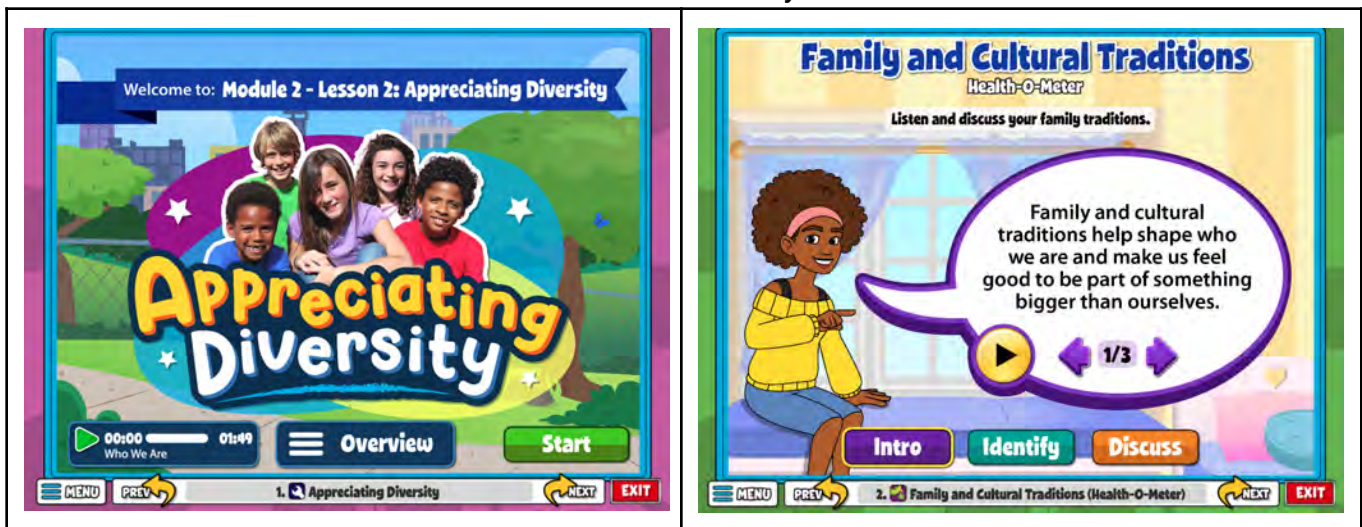 Welcome to: Module 2 - Lesson 2: Appreciating Diversity
Appreciating
Diversity
00:00 01:49
Who We Are
Overview
Start
MENU PREV 1. Appreciating Diversity NEXT EXIT
Family and Cultural Traditions
Health-O-Meter
Listen and discuss your family traditions.
Family and cultural
traditions help shape who
we are and make us feel
good to be part of something
bigger than ourselves.
1/3
Intro Identify Discuss
MENU PREV 2. Family and Cultural Traditions (Health-O-Meter) NEXT EXIT